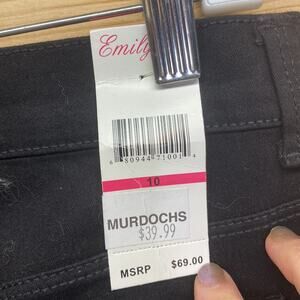 Emily
6 80944 71001 4
10
MURDOCHS
$39.99
MSRP $69.00